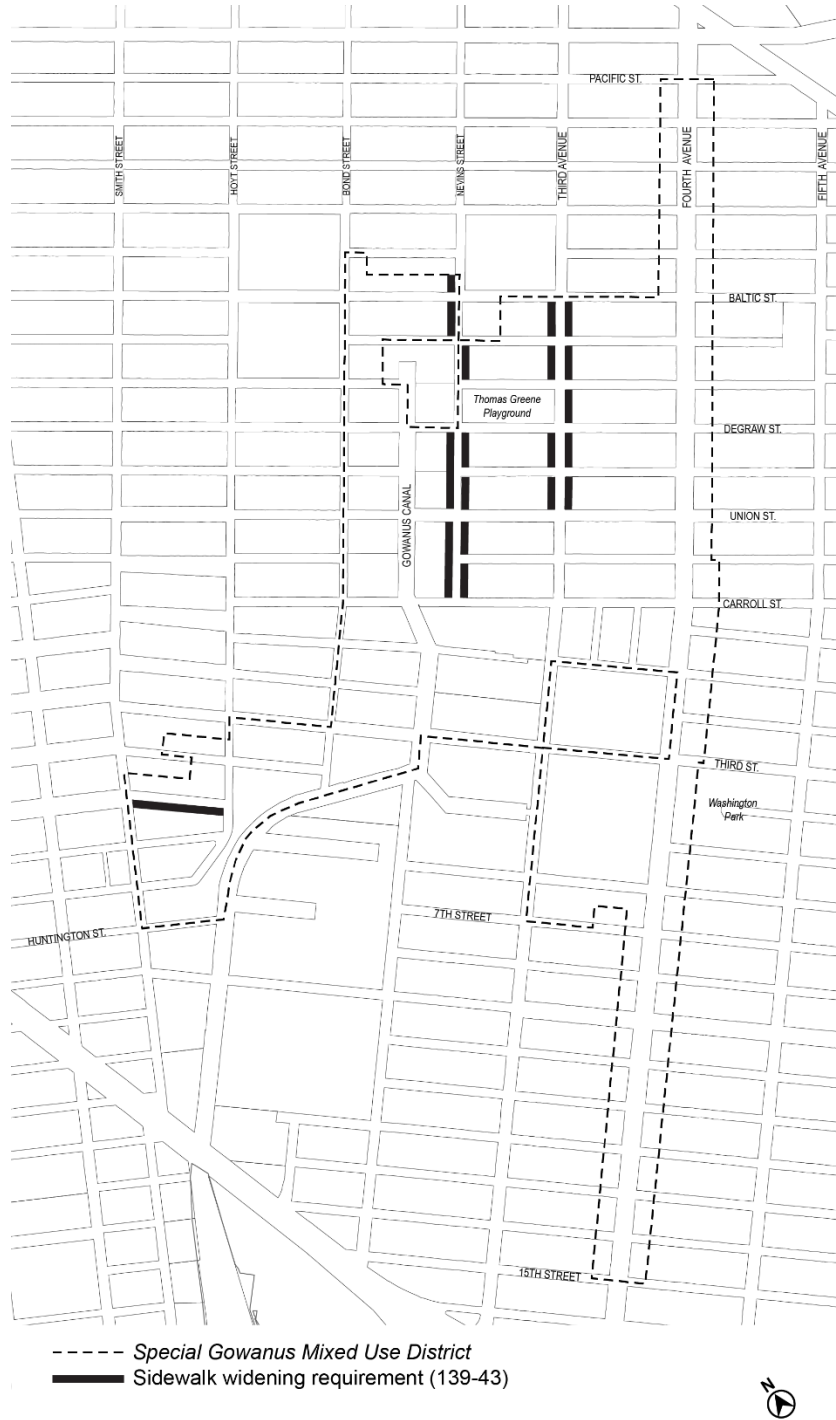 PACIFIC ST.
SMITH STREET
HOYT STREET
BOND STREET
NEVINS STREET
THIRD AVENUE
FOURTH AVENUE
FIFTH AVENUE
BALTIC ST.
Thomas Greene
Playground
DEGRAW ST.
GOWANUS CANAL
UNION ST.
CARROLL ST.
THIRD ST.
Washington
Park
7TH STREET
HUNTINGTON ST.
15TH STREET
Special Gowanus Mixed Use District
Sidewalk widening requirement (139-43)
N